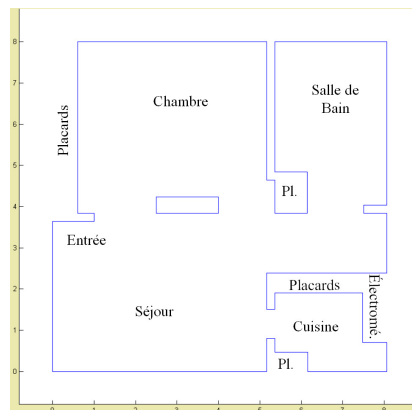 8
7
6
5
4
3
2
1
0
Placards
Chambre
Salle de
Bain
Pl.
Entrée
Séjour
Placards
Électromé.
Cuisine
Pl.
0 1 2 3 4 5 6 7 8